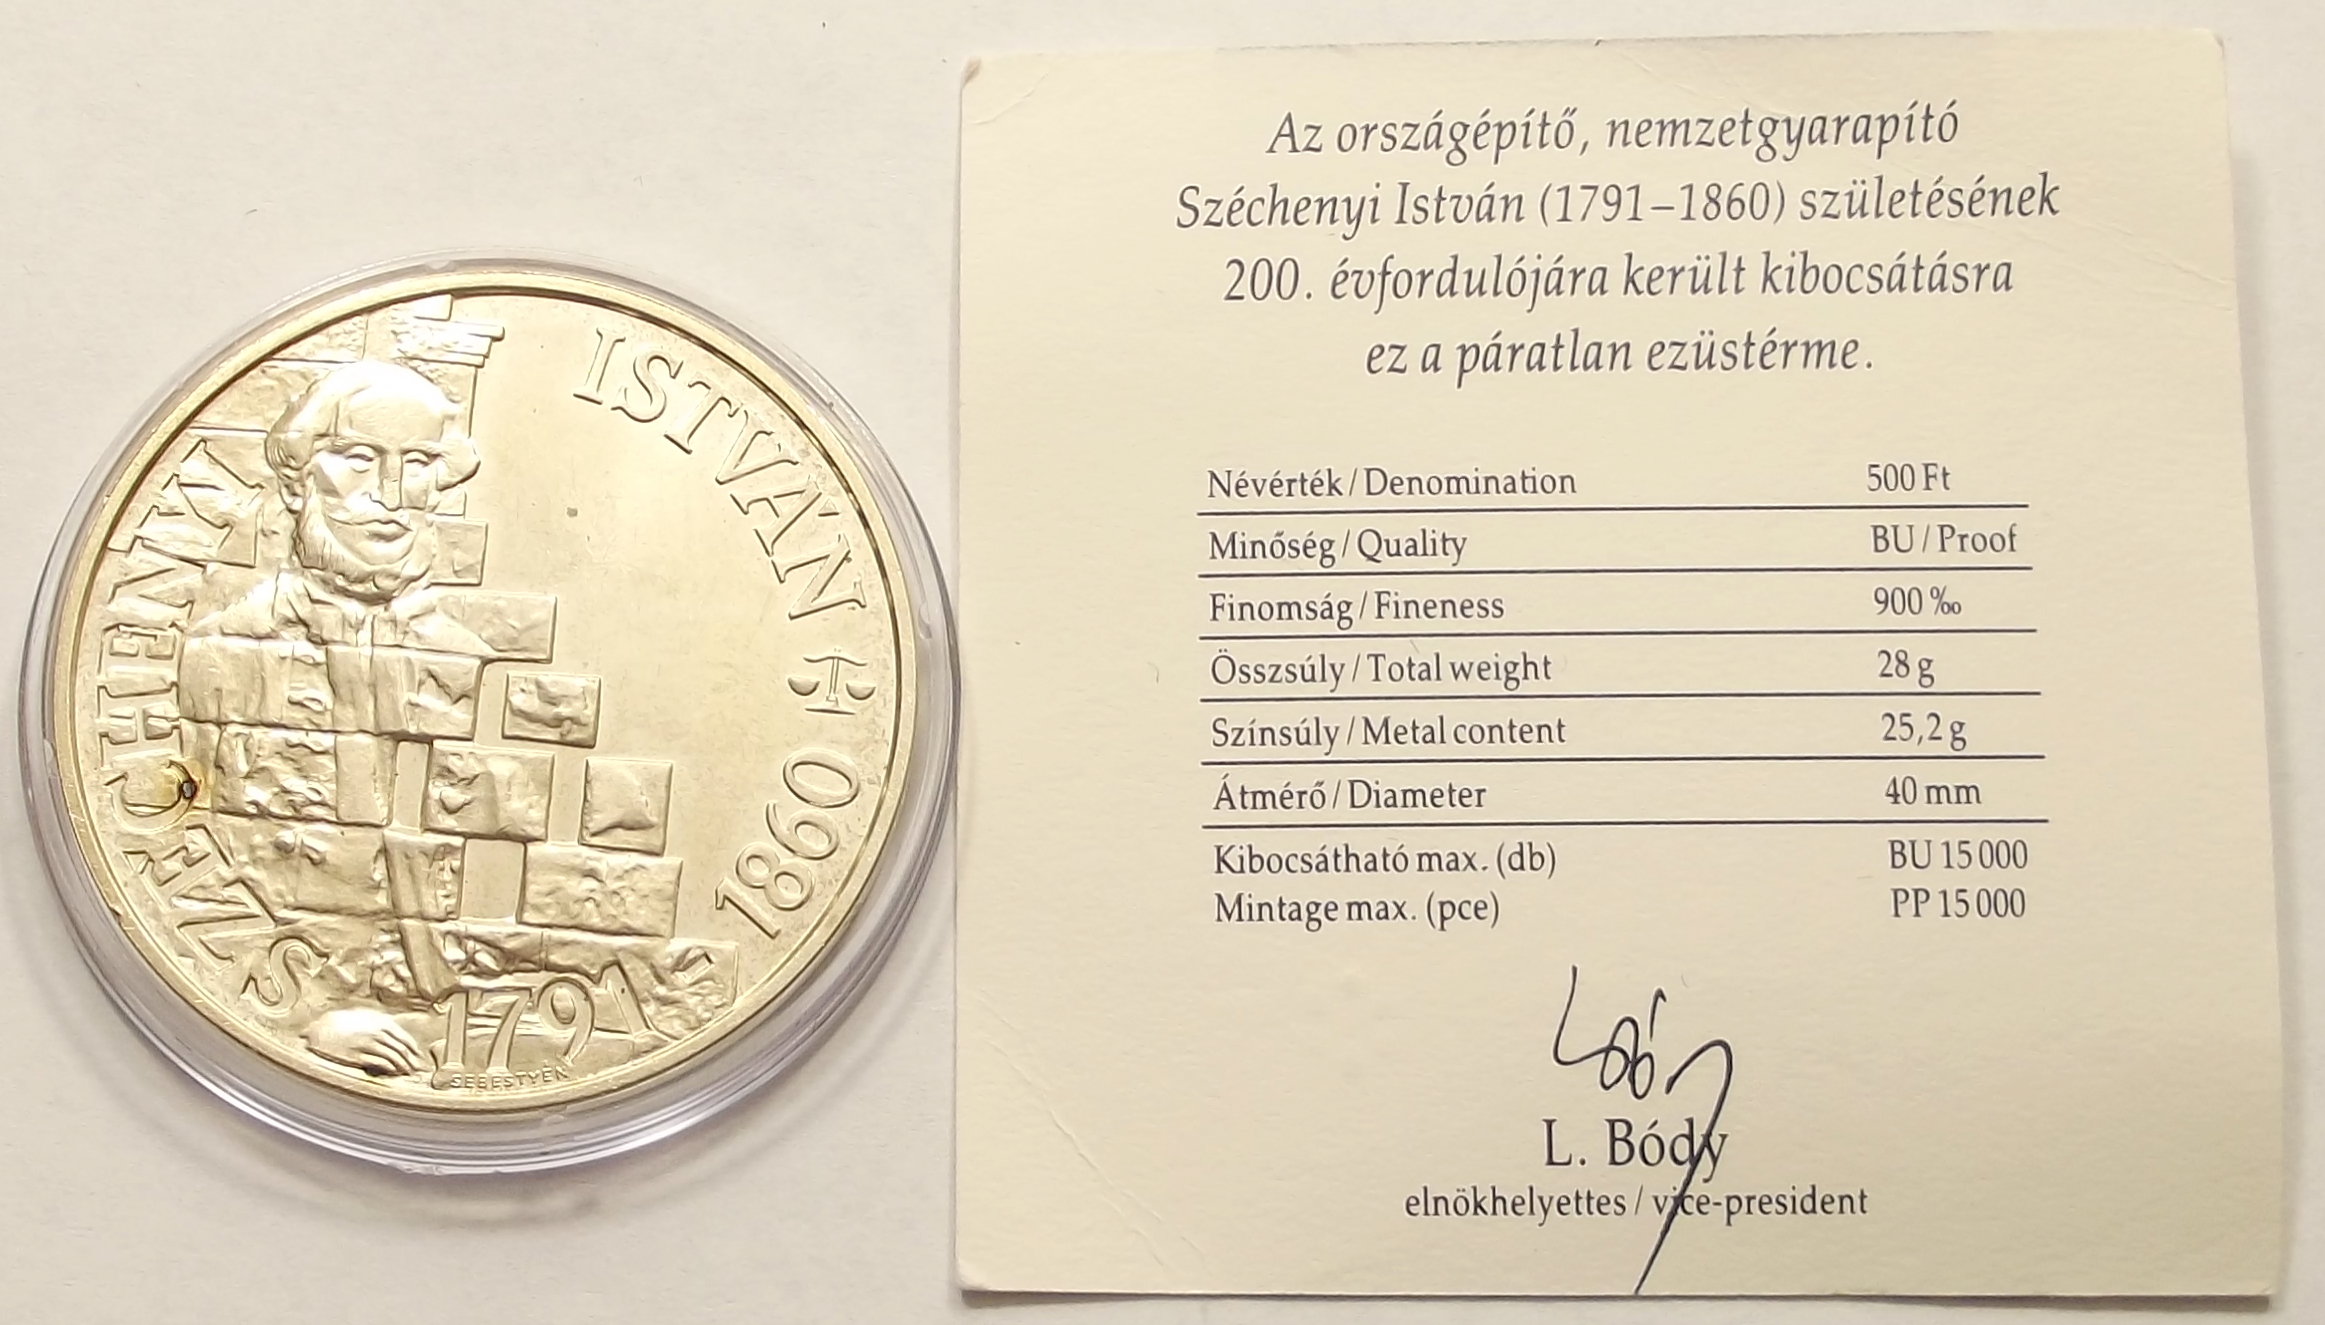 SZÉCHENYI
ISTVÁN
1860
1791
SEBESTYÉN
Az országépítő, nemzetgyarapító
Széchenyi István (1791–1860) születésének
200. évfordulójára került kibocsátásra
ez a páratlan ezüstérme.
Névérték / Denomination 500 Ft
Minőség / Quality BU / Proof
Finomság / Fineness 900 ‰
Összsúly / Total weight 28 g
Színsúly / Metal content 25,2 g
Átmérő / Diameter 40 mm
Kibocsátható max. (db) BU 15 000
Mintage max. (pce) PP 15 000
L. Bódy
elnökhelyettes / vice-president